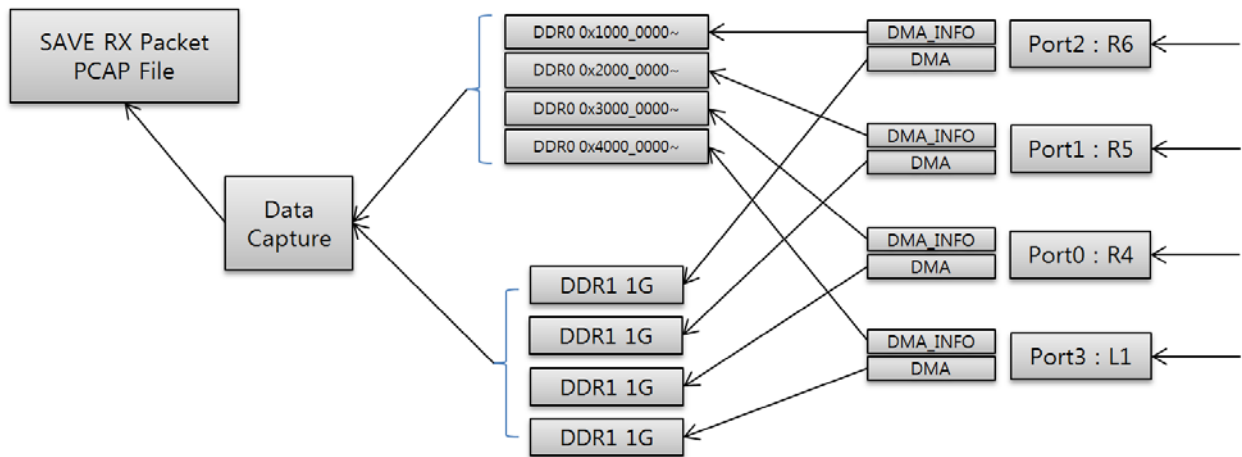 SAVE RX Packet
PCAP File
Data
Capture
DDR0 0x1000_0000~
DDR0 0x2000_0000~
DDR0 0x3000_0000~
DDR0 0x4000_0000~
DDR1 1G
DDR1 1G
DDR1 1G
DDR1 1G
DMA_INFO
DMA
Port2 : R6
DMA_INFO
DMA
Port1 : R5
DMA_INFO
DMA
Port0 : R4
DMA_INFO
DMA
Port3 : L1